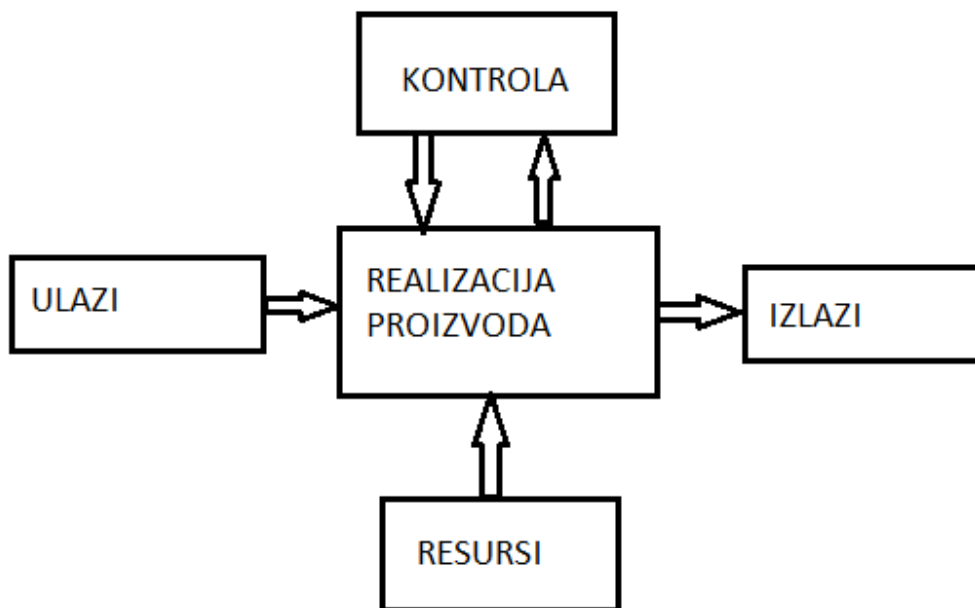 KONTROLA
ULAZI
REALIZACIJA
PROIZVODA
IZLAZI
RESURSI